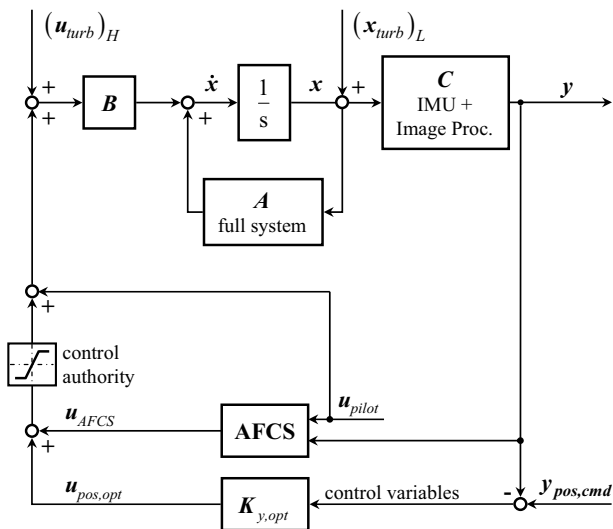 (u_turb)_H
(x_turb)_L
+
+
B
ẋ
+
1/s
x
+
C
IMU +
Image Proc.
y
A
full system
+
control
authority
u_AFCS
AFCS
u_pilot
+
u_pos,opt
K_y,opt
control variables
-
y_pos,cmd